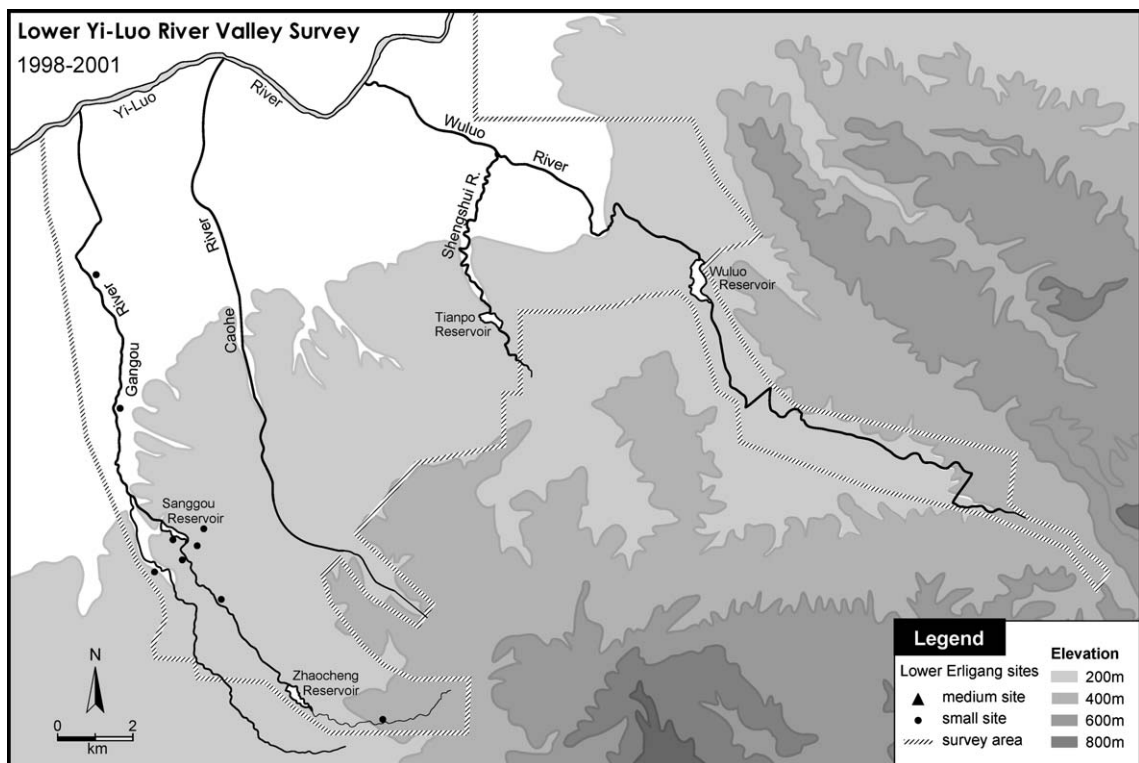 Lower Yi-Luo River Valley Survey
1998-2001
Yi-Luo
River
Wuluo
River
Shengshui R.
River
River
Wuluo
Reservoir
Tianpo
Reservoir
Caohe
Gangou
Sanggou
Reservoir
Zhaocheng
Reservoir
N
0 2
km
Legend
Lower Erligang sites
medium site
small site
survey area
Elevation
200m
400m
600m
800m